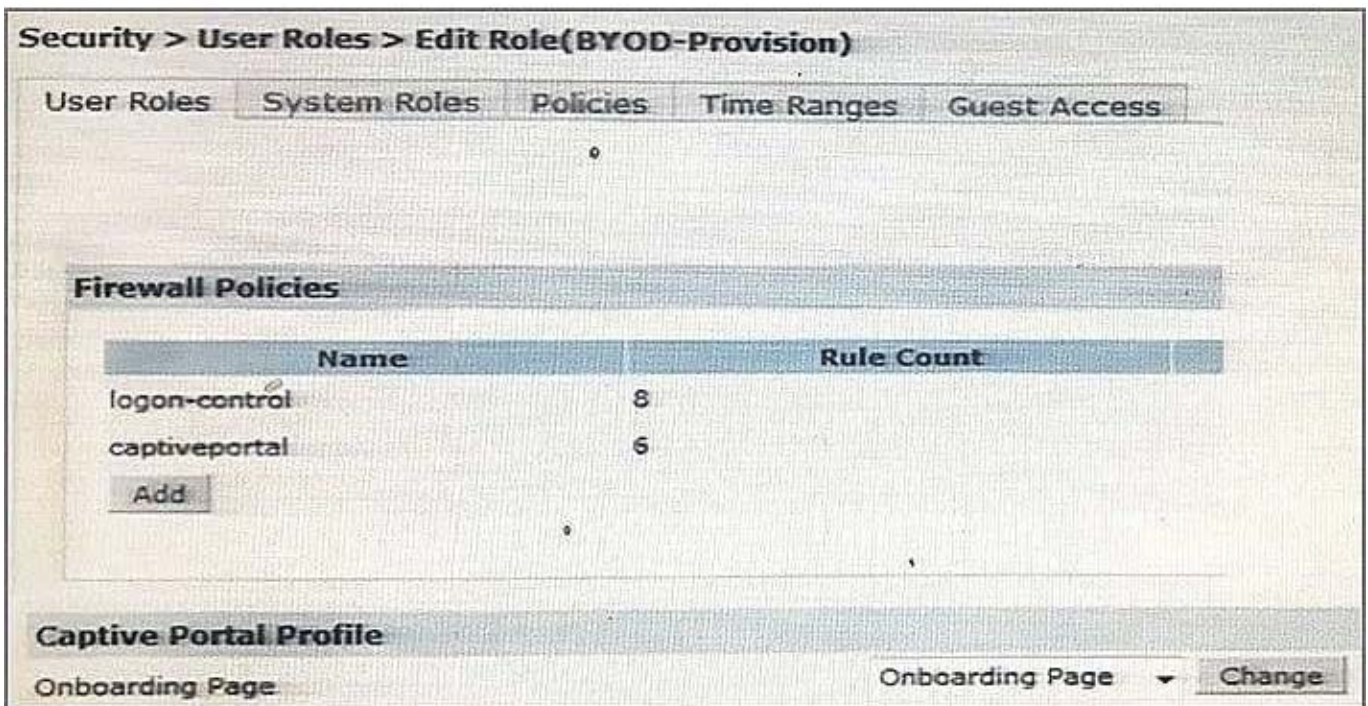 Security > User Roles > Edit Role(BYOD-Provision)
User Roles System Roles Policies Time Ranges Guest Access
Firewall Policies
Name Rule Count
logon-control 8
captiveportal 6
Add
Captive Portal Profile
Onboarding Page Onboarding Page Change